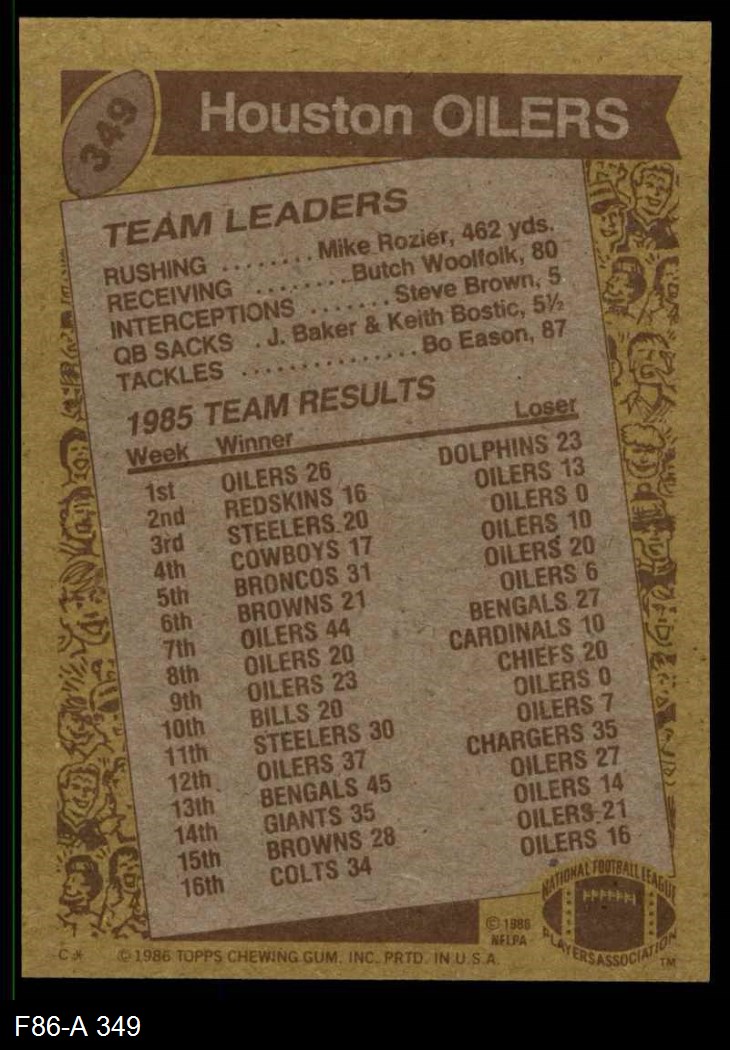 349
Houston OILERS
TEAM LEADERS
RUSHING ........ Mike Rozier, 462 yds.
RECEIVING ........ Butch Woolfolk, 80
INTERCEPTIONS ....... Steve Brown, 5
QB SACKS . J. Baker & Keith Bostic, 5½
TACKLES ............... Bo Eason, 87
1985 TEAM RESULTS
Week Winner Loser
1st OILERS 26 DOLPHINS 23
2nd REDSKINS 16 OILERS 13
3rd STEELERS 20 OILERS 0
4th COWBOYS 17 OILERS 10
5th BRONCOS 31 OILERS 20
6th BROWNS 21 OILERS 6
7th OILERS 44 BENGALS 27
8th OILERS 20 CARDINALS 10
9th OILERS 23 CHIEFS 20
10th BILLS 20 OILERS 0
11th STEELERS 30 OILERS 7
12th OILERS 37 CHARGERS 35
13th BENGALS 45 OILERS 27
14th GIANTS 35 OILERS 14
15th BROWNS 28 OILERS 21
16th COLTS 34 OILERS 16
NATIONAL FOOTBALL LEAGUE
PLAYERS ASSOCIATION
TM
© 1986
NFLPA
C* © 1986 TOPPS CHEWING GUM, INC. PRTD. IN U.S.A.
F86-A 349